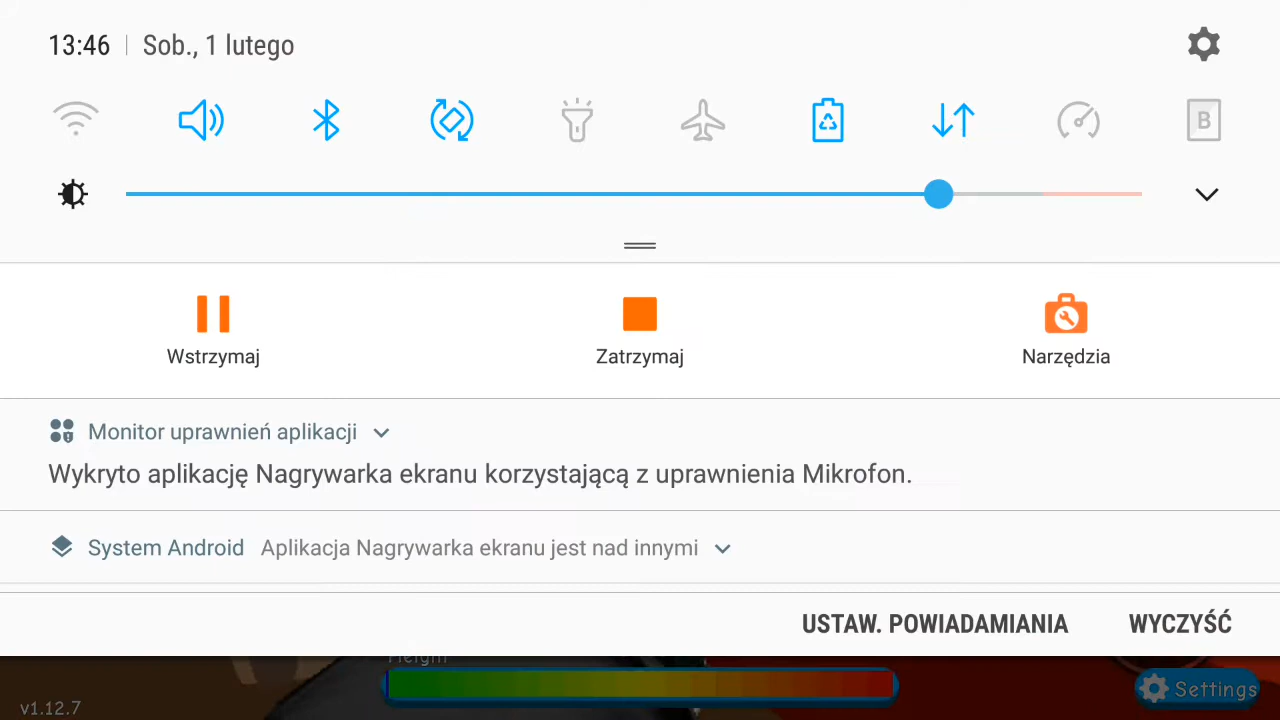 13:46 Sob., 1 lutego
B
Wstrzymaj Zatrzymaj Narzędzia
Monitor uprawnień aplikacji
Wykryto aplikację Nagrywarka ekranu korzystającą z uprawnienia Mikrofon.
System Android Aplikacja Nagrywarka ekranu jest nad innymi
USTAW. POWIADAMIANIA WYCZYŚĆ
Height
Settings
v1.12.7